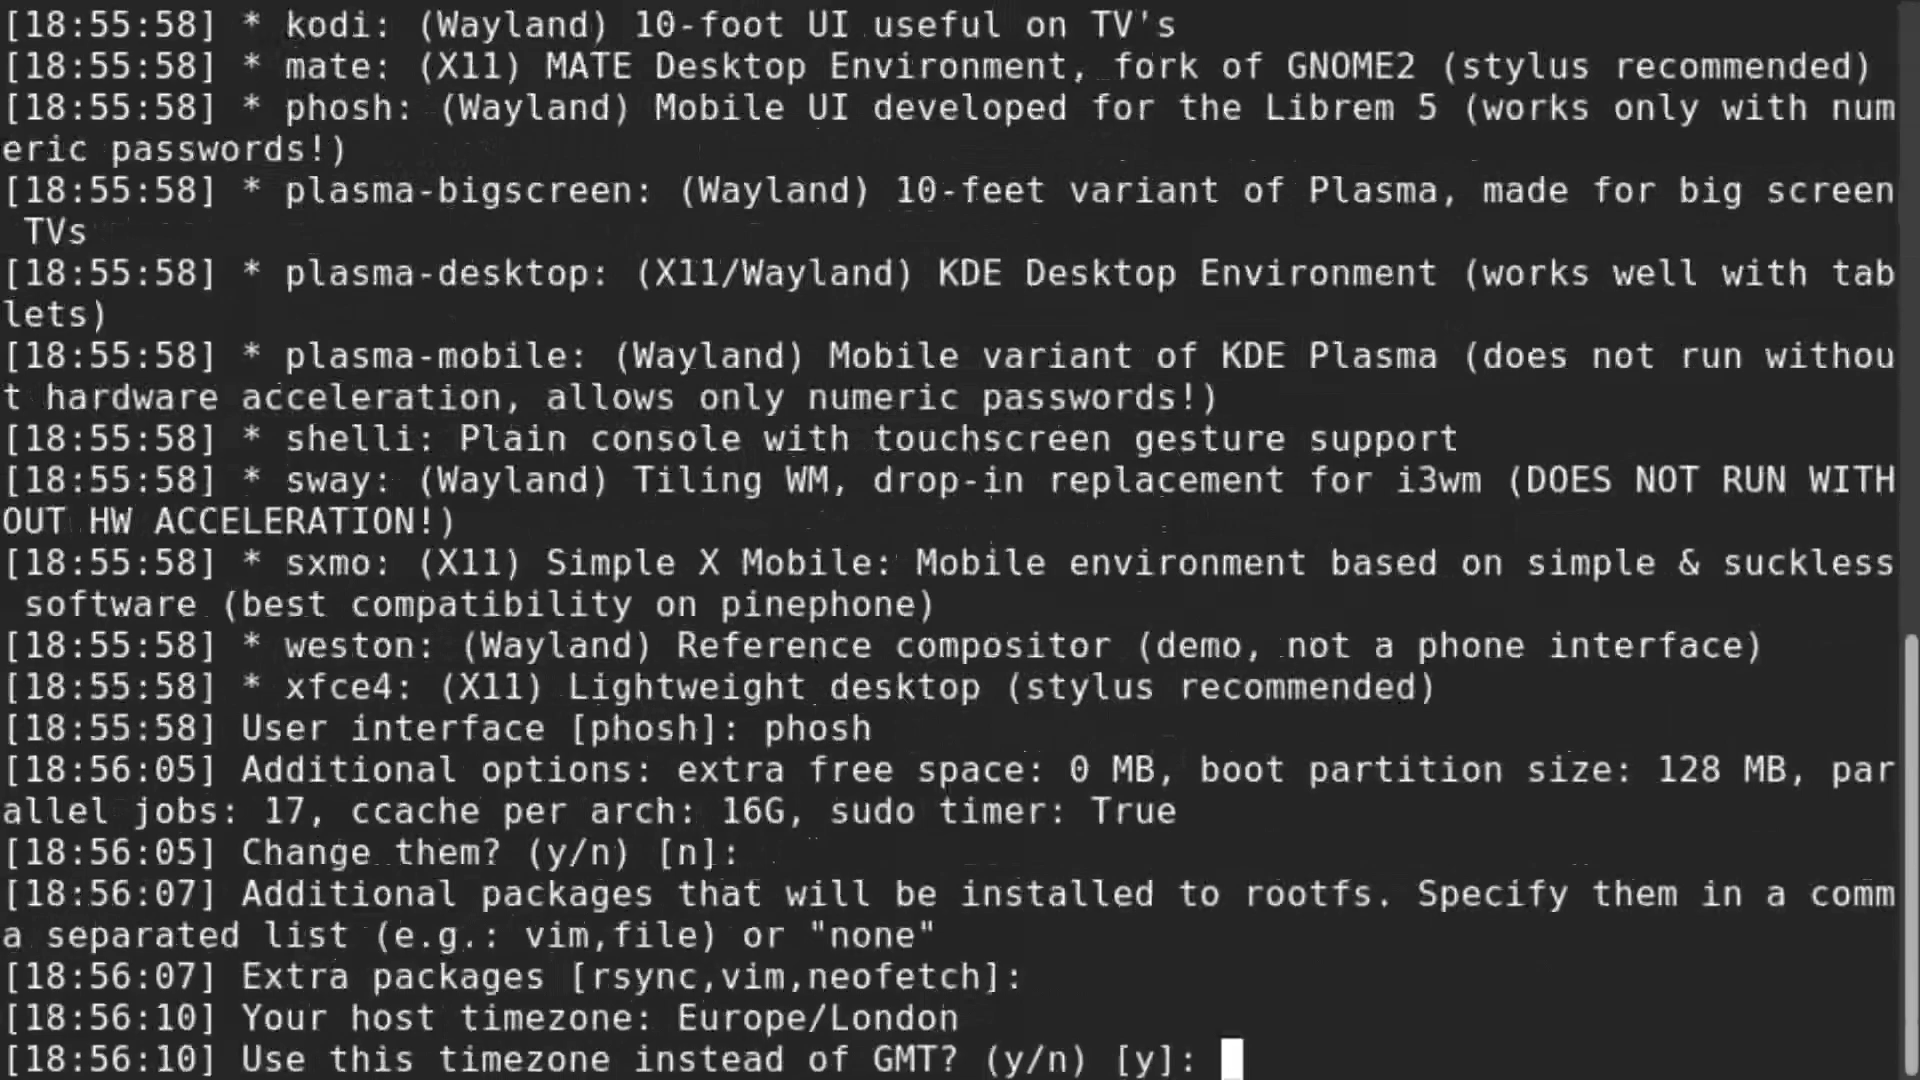 [18:55:58] * kodi: (Wayland) 10-foot UI useful on TV's
[18:55:58] * mate: (X11) MATE Desktop Environment, fork of GNOME2 (stylus recommended)
[18:55:58] * phosh: (Wayland) Mobile UI developed for the Librem 5 (works only with num
eric passwords!)
[18:55:58] * plasma-bigscreen: (Wayland) 10-feet variant of Plasma, made for big screen
 TVs
[18:55:58] * plasma-desktop: (X11/Wayland) KDE Desktop Environment (works well with tab
lets)
[18:55:58] * plasma-mobile: (Wayland) Mobile variant of KDE Plasma (does not run withou
t hardware acceleration, allows only numeric passwords!)
[18:55:58] * shelli: Plain console with touchscreen gesture support
[18:55:58] * sway: (Wayland) Tiling WM, drop-in replacement for i3wm (DOES NOT RUN WITH
OUT HW ACCELERATION!)
[18:55:58] * sxmo: (X11) Simple X Mobile: Mobile environment based on simple & suckless
 software (best compatibility on pinephone)
[18:55:58] * weston: (Wayland) Reference compositor (demo, not a phone interface)
[18:55:58] * xfce4: (X11) Lightweight desktop (stylus recommended)
[18:55:58] User interface [phosh]: phosh
[18:56:05] Additional options: extra free space: 0 MB, boot partition size: 128 MB, par
allel jobs: 17, ccache per arch: 16G, sudo timer: True
[18:56:05] Change them? (y/n) [n]:
[18:56:07] Additional packages that will be installed to rootfs. Specify them in a comm
a separated list (e.g.: vim,file) or "none"
[18:56:07] Extra packages [rsync,vim,neofetch]:
[18:56:10] Your host timezone: Europe/London
[18:56:10] Use this timezone instead of GMT? (y/n) [y]: